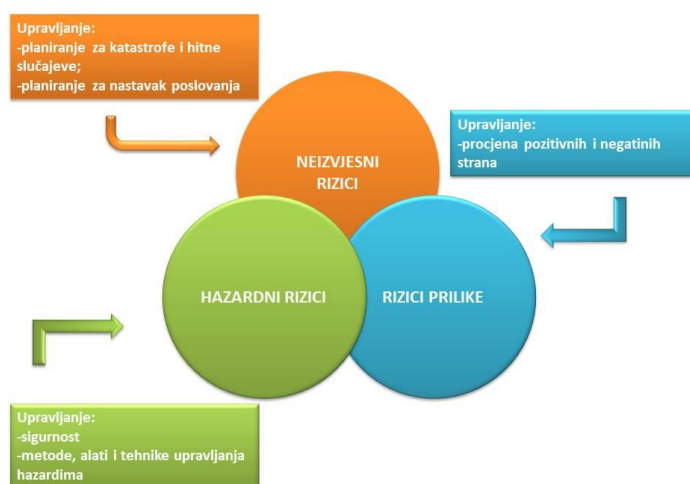 Upravljanje:
-planiranje za katastrofe i hitne
slučajeve;
-planiranje za nastavak poslovanja
Upravljanje:
-procjena pozitivnih i negatinih
strana
NEIZVJESNI
RIZICI
HAZARDNI RIZICI
RIZICI PRILIKE
Upravljanje:
-sigurnost
-metode, alati i tehnike upravljanja
hazardima